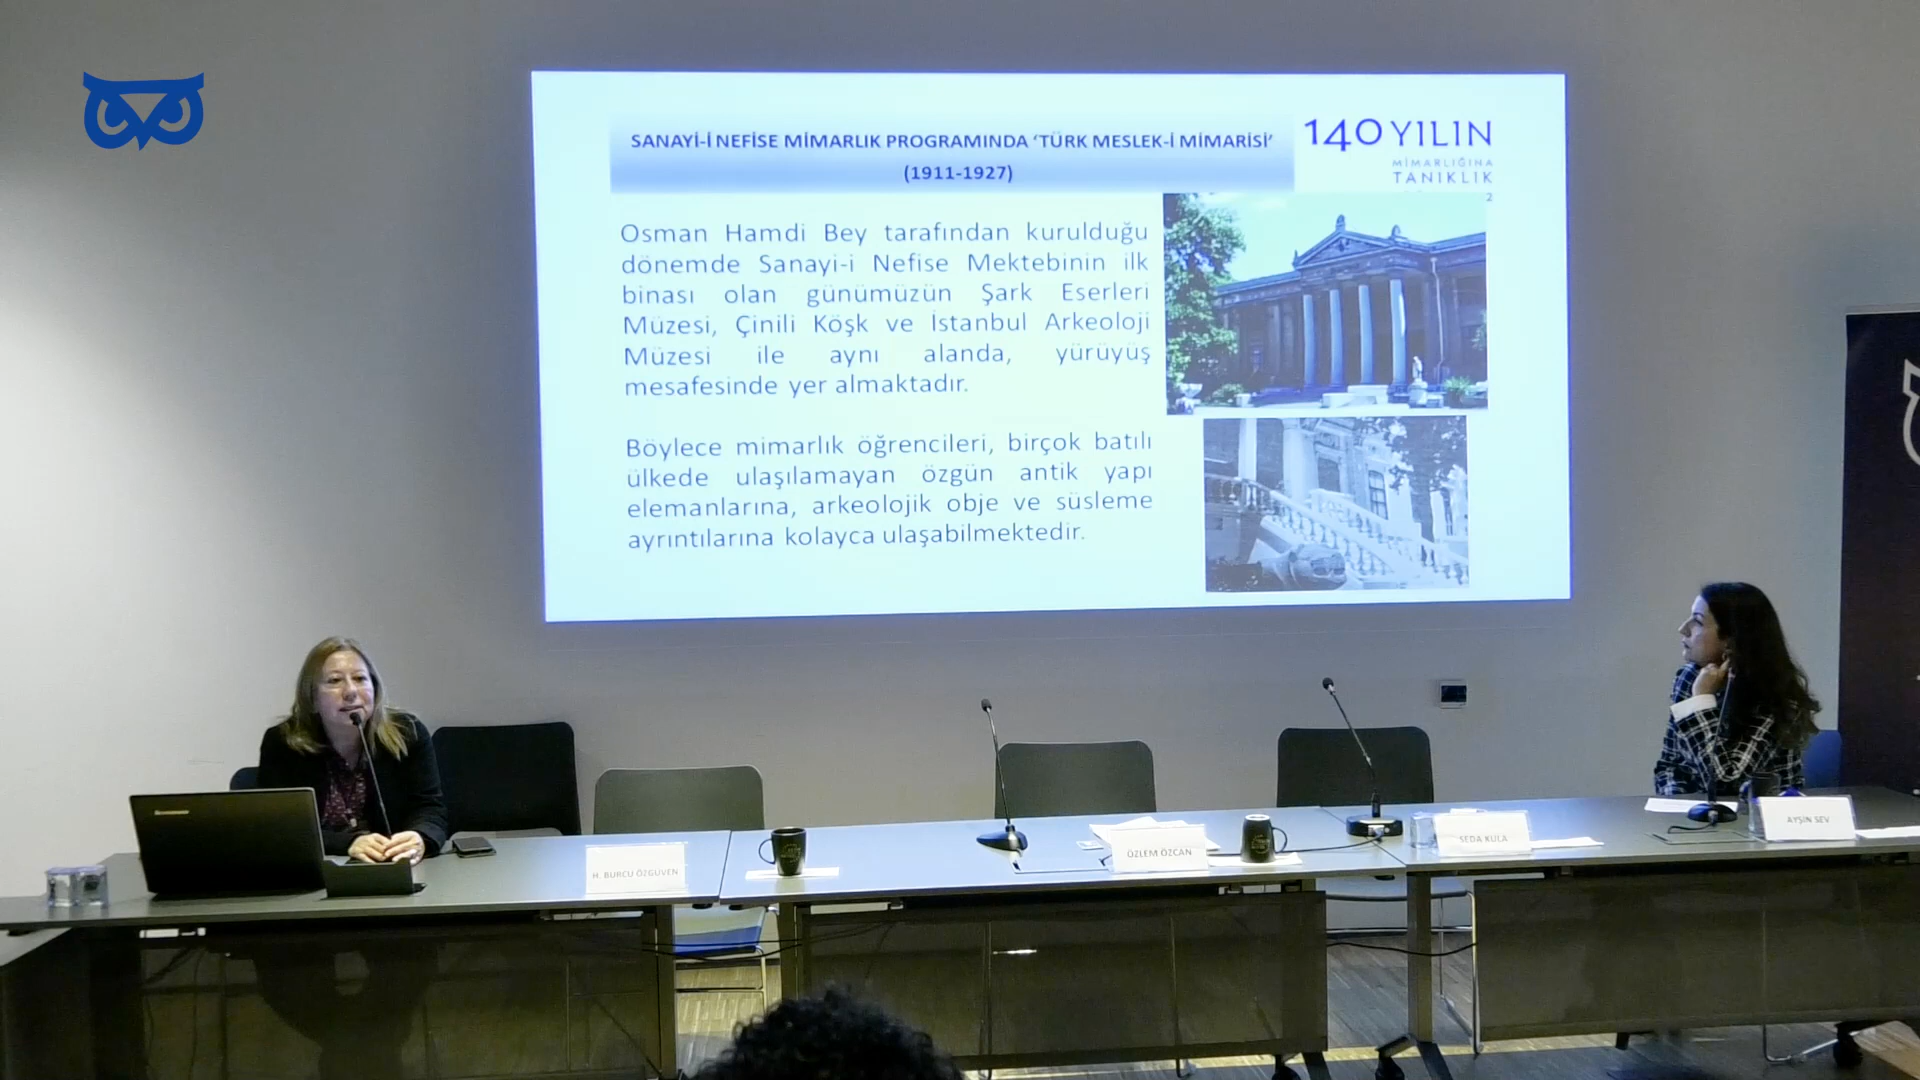 SANAYİ-İ NEFİSE MİMARLIK PROGRAMINDA ‘TÜRK MESLEK-İ MİMARİSİ’
(1911-1927)
140 YILIN
MİMARLIĞINA
TANIKLIK
2
Osman Hamdi Bey tarafından kurulduğu
dönemde Sanayi-i Nefise Mektebinin ilk
binası olan günümüzün Şark Eserleri
Müzesi, Çinili Köşk ve İstanbul Arkeoloji
Müzesi ile aynı alanda, yürüyüş
mesafesinde yer almaktadır.
Böylece mimarlık öğrencileri, birçok batılı
ülkede ulaşılamayan özgün antik yapı
elemanlarına, arkeolojik obje ve süsleme
ayrıntılarına kolayca ulaşabilmektedir.
H. BURCU ÖZGÜVEN
ÖZLEM ÖZCAN
SEDA KULA
AYŞİN SEV